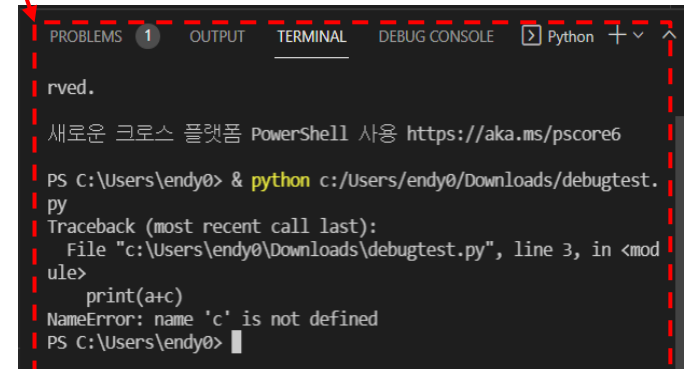 PROBLEMS 1 OUTPUT TERMINAL DEBUG CONSOLE Python
rved.
새로운 크로스 플랫폼 PowerShell 사용 https://aka.ms/pscore6
PS C:\Users\endy0> & python c:/Users/endy0/Downloads/debugtest.
py
Traceback (most recent call last):
  File "c:\Users\endy0\Downloads\debugtest.py", line 3, in <mod
ule>
    print(a+c)
NameError: name 'c' is not defined
PS C:\Users\endy0>